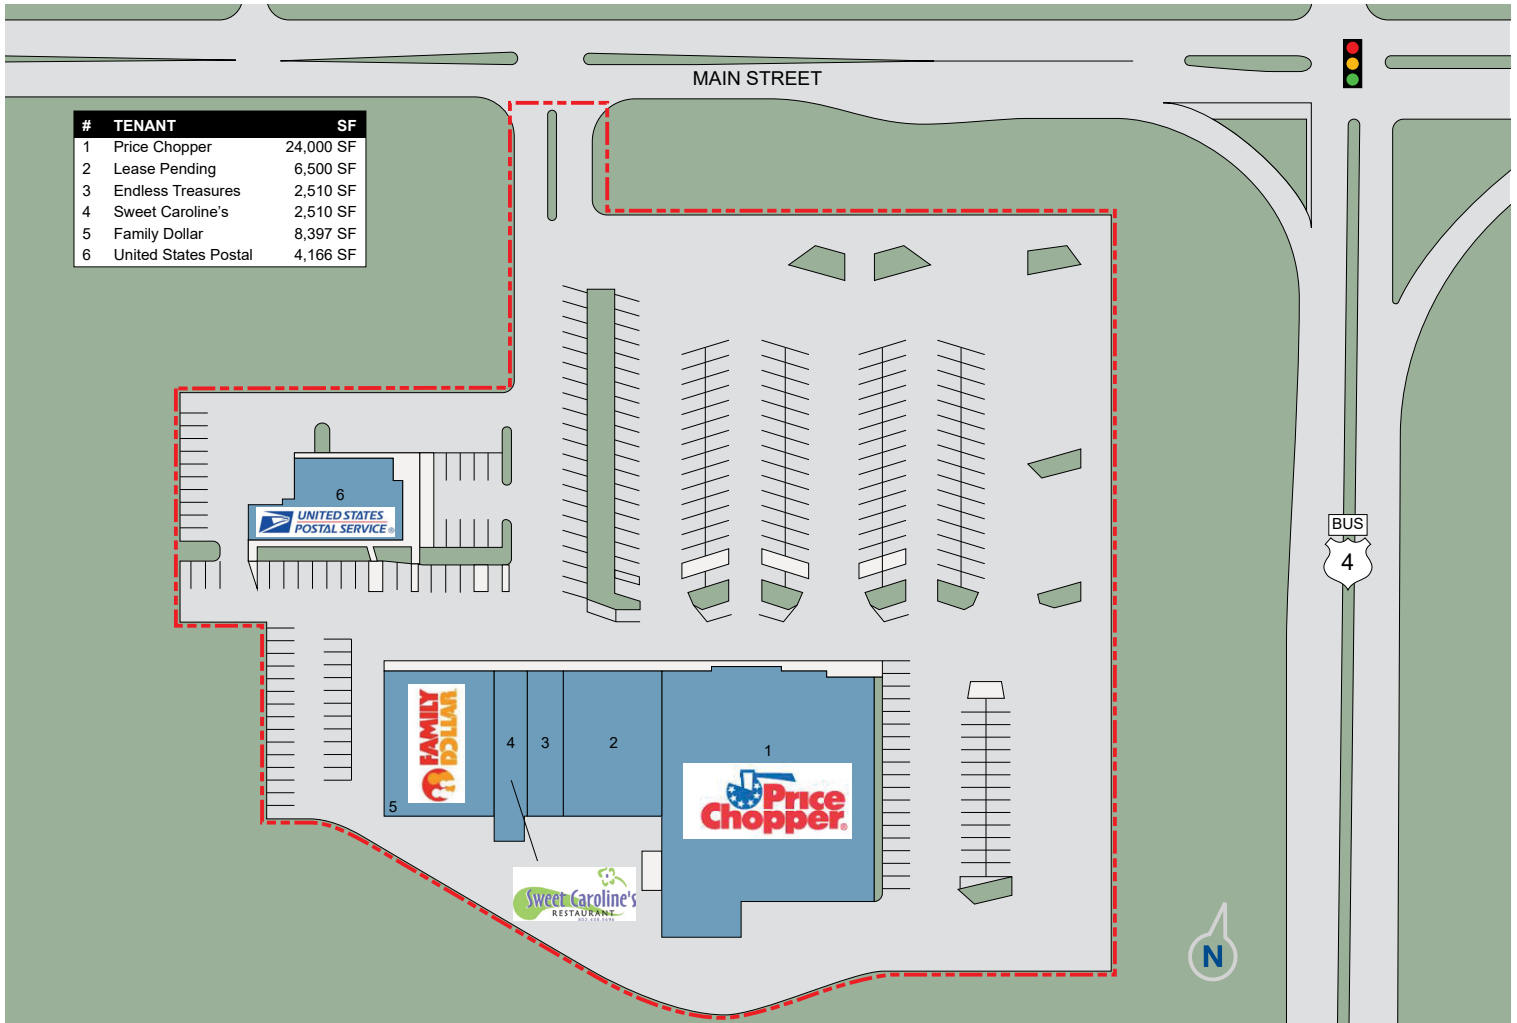 MAIN STREET
# TENANT SF
1 Price Chopper 24,000 SF
2 Lease Pending 6,500 SF
3 Endless Treasures 2,510 SF
4 Sweet Caroline’s 2,510 SF
5 Family Dollar 8,397 SF
6 United States Postal 4,166 SF
6
UNITED STATES
POSTAL SERVICE®
BUS
4
FAMILY
DOLLAR
5
4
3
2
1
Price
Chopper®
Sweet Caroline's
RESTAURANT
N